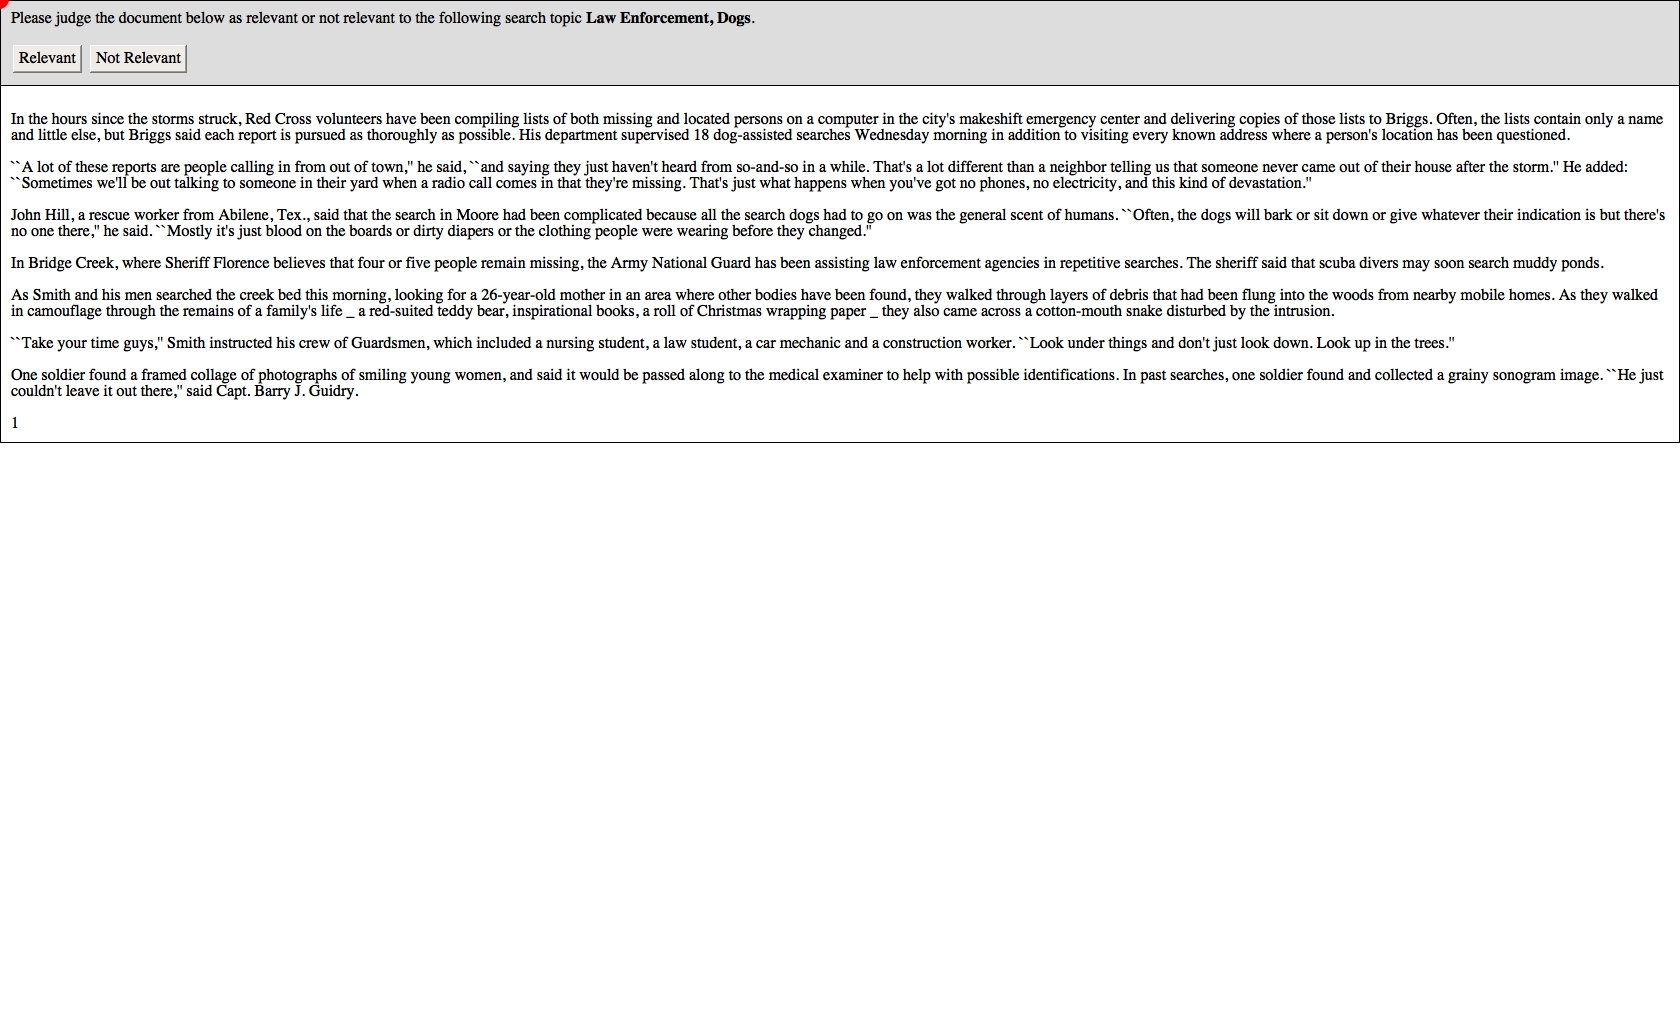 Please judge the document below as relevant or not relevant to the following search topic Law Enforcement, Dogs.
Relevant Not Relevant
In the hours since the storms struck, Red Cross volunteers have been compiling lists of both missing and located persons on a computer in the city's makeshift emergency center and delivering copies of those lists to Briggs. Often, the lists contain only a name
and little else, but Briggs said each report is pursued as thoroughly as possible. His department supervised 18 dog-assisted searches Wednesday morning in addition to visiting every known address where a person's location has been questioned.
``A lot of these reports are people calling in from out of town,'' he said, ``and saying they just haven't heard from so-and-so in a while. That's a lot different than a neighbor telling us that someone never came out of their house after the storm.'' He added:
``Sometimes we'll be out talking to someone in their yard when a radio call comes in that they're missing. That's just what happens when you've got no phones, no electricity, and this kind of devastation.''
John Hill, a rescue worker from Abilene, Tex., said that the search in Moore had been complicated because all the search dogs had to go on was the general scent of humans. ``Often, the dogs will bark or sit down or give whatever their indication is but there's
no one there,'' he said. ``Mostly it's just blood on the boards or dirty diapers or the clothing people were wearing before they changed.''
In Bridge Creek, where Sheriff Florence believes that four or five people remain missing, the Army National Guard has been assisting law enforcement agencies in repetitive searches. The sheriff said that scuba divers may soon search muddy ponds.
As Smith and his men searched the creek bed this morning, looking for a 26-year-old mother in an area where other bodies have been found, they walked through layers of debris that had been flung into the woods from nearby mobile homes. As they walked
in camouflage through the remains of a family's life _ a red-suited teddy bear, inspirational books, a roll of Christmas wrapping paper _ they also came across a cotton-mouth snake disturbed by the intrusion.
``Take your time guys,'' Smith instructed his crew of Guardsmen, which included a nursing student, a law student, a car mechanic and a construction worker. ``Look under things and don't just look down. Look up in the trees.''
One soldier found a framed collage of photographs of smiling young women, and said it would be passed along to the medical examiner to help with possible identifications. In past searches, one soldier found and collected a grainy sonogram image. ``He just
couldn't leave it out there,'' said Capt. Barry J. Guidry.
1